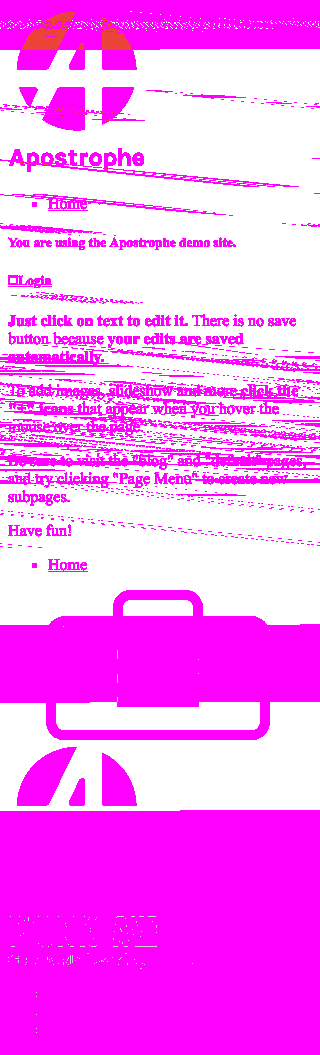 Apostrophe
Home
You are using the Apostrophe demo site.
Login
Just click on text to edit it. There is no save
button because your edits are saved
automatically.
To add images, slideshow and more click the
icons that appear when you hover the
mouse over the page.
to visit the "blog" and pages,
and try clicking "Page Menu" to create new
subpages.
Have fun!
Home